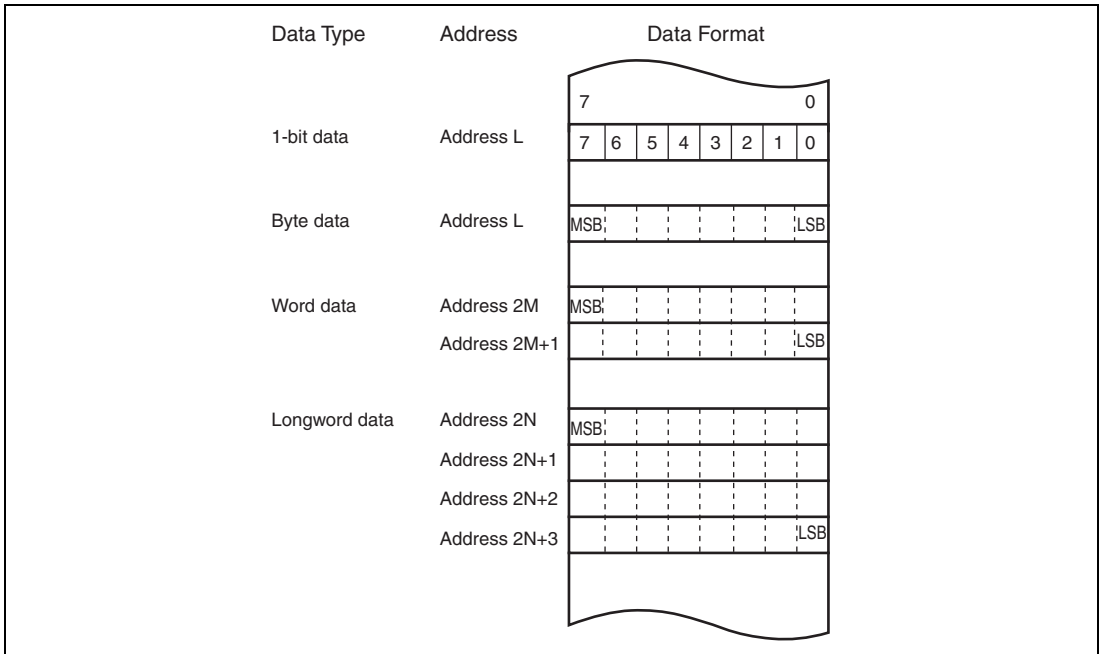 Data Type Address Data Format
7 0
1-bit data Address L 7 6 5 4 3 2 1 0
Byte data Address L MSB LSB
Word data Address 2M MSB
Address 2M+1 LSB
Longword data Address 2N MSB
Address 2N+1
Address 2N+2
Address 2N+3 LSB